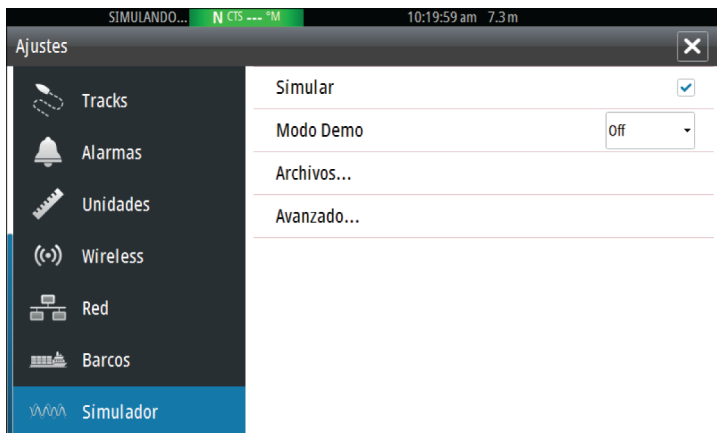 SIMULANDO... N CTS --- °M 10:19:59 am 7.3 m
Ajustes
Tracks
Alarmas
Unidades
Wireless
Red
Barcos
Simulador
Simular
Modo Demo Off
Archivos...
Avanzado...